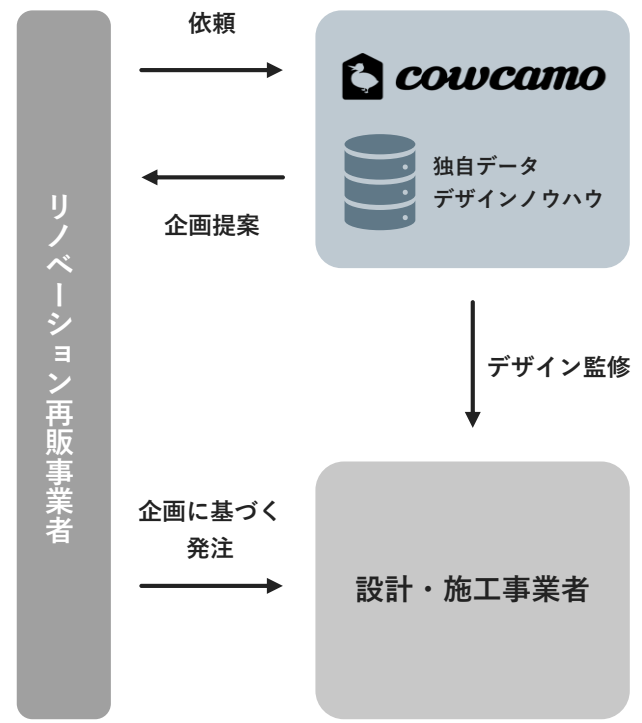 リノベーション再販事業者
依頼
企画提案
cowcamo
独自データ
デザインノウハウ
デザイン監修
企画に基づく
発注
設計・施工事業者